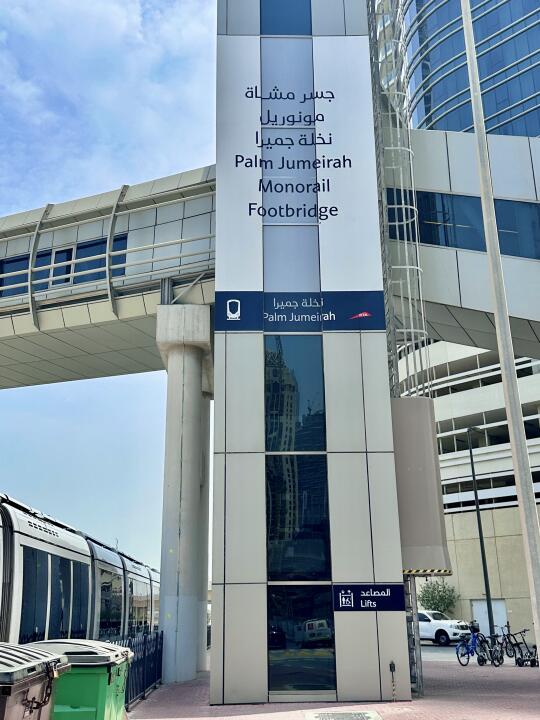 جسر مشاة
مونوريل
نخلة جميرا
Palm Jumeirah
Monorail
Footbridge
نخلة جميرا
Palm Jumeirah
المصاعد
Lifts